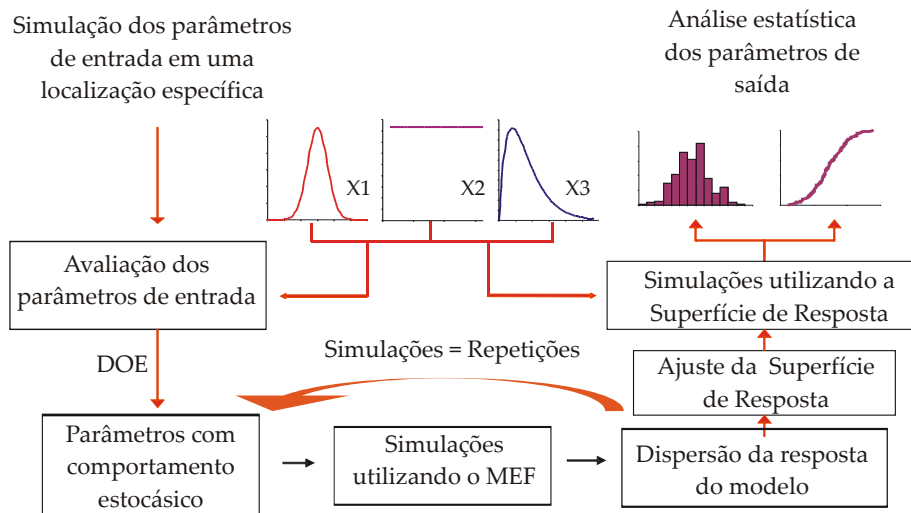 Simulação dos parâmetros
de entrada em uma
localização específica
Análise estatística
dos parâmetros de
saída
X1
X2
X3
Avaliação dos
parâmetros de entrada
Simulações utilizando a
Superfície de Resposta
DOE
Simulações = Repetições
Ajuste da Superfície
de Resposta
Parâmetros com
comportamento
estocásico
Simulações
utilizando o MEF
Dispersão da resposta
do modelo